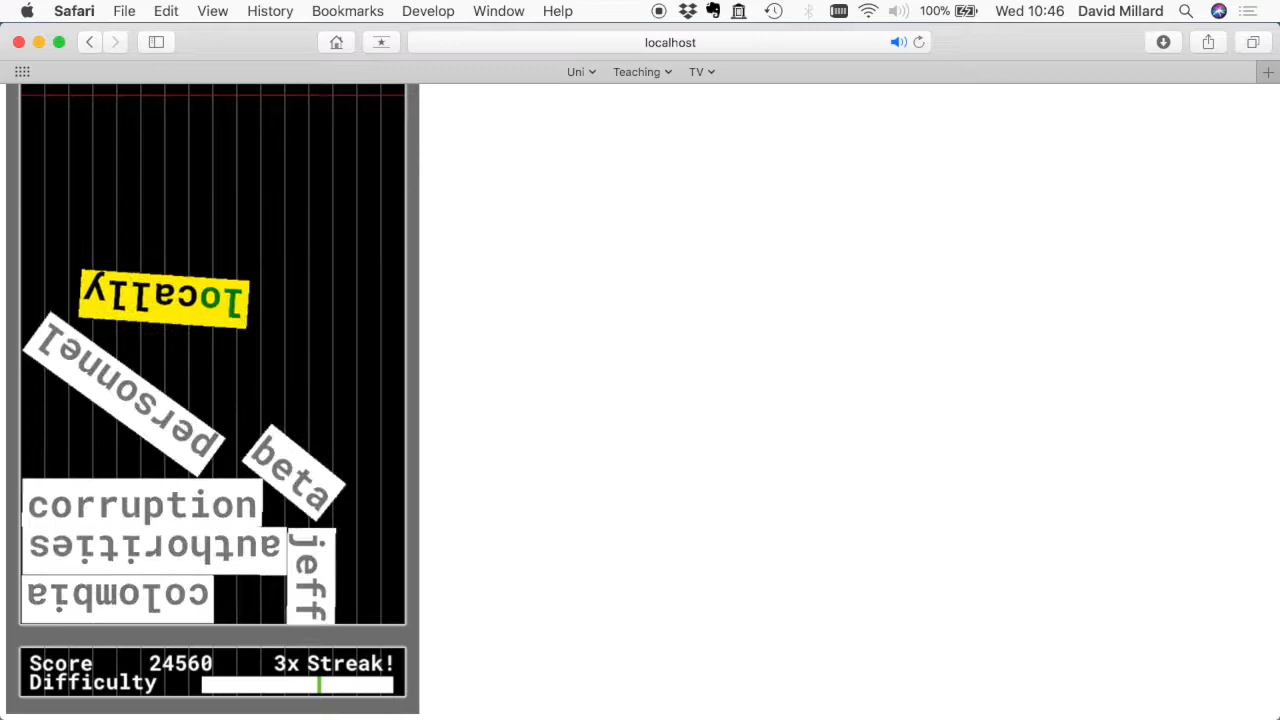 Safari File Edit View History Bookmarks Develop Window Help 100% Wed 10:46 David Millard
localhost
Uni Teaching TV
locally
personnel
beta
corruption
authorities
jeff
colombia
Score 24560 3x Streak!
Difficulty